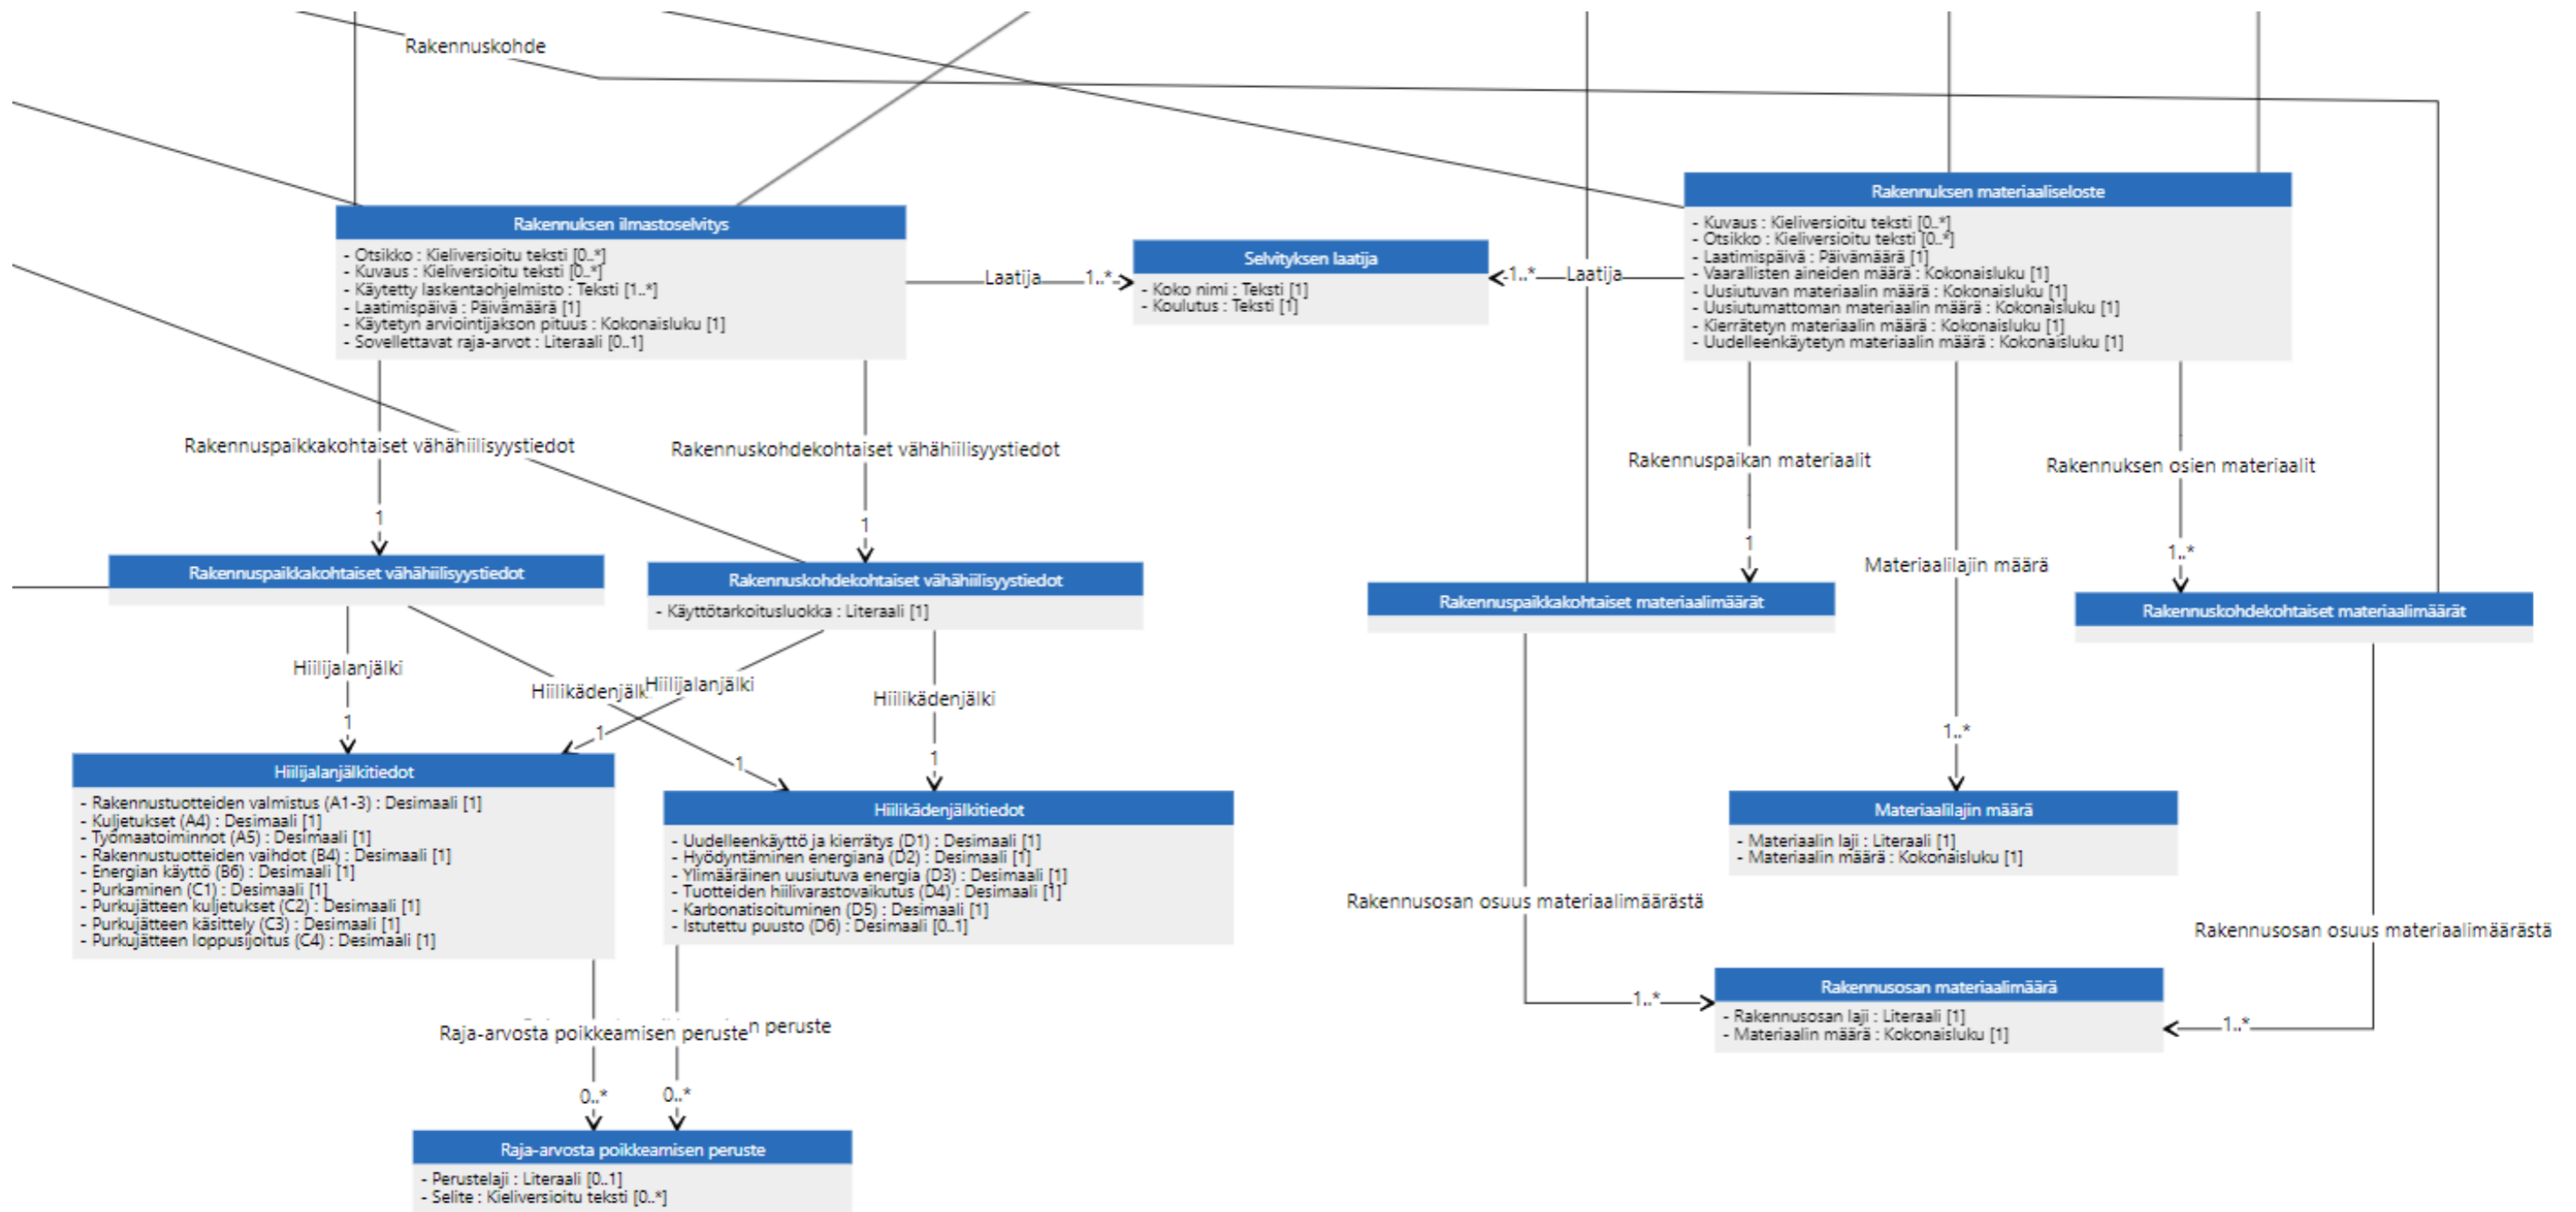 Rakennuskohde
Rakennuksen ilmastoselvitys
- Otsikko : Kieliversioitu teksti [0..*]
- Kuvaus : Kieliversioitu teksti [0..*]
- Käytetty laskentaohjelmisto : Teksti [1..*]
- Laatimispäivä : Päivämäärä [1]
- Käytetyn arviointijakson pituus : Kokonaisluku [1]
- Sovellettavat raja-arvot : Literaali [0..1]
Laatija 1..*
Selvityksen laatija
- Koko nimi : Teksti [1]
- Koulutus : Teksti [1]
1..* Laatija
Rakennuksen materiaaliseloste
- Kuvaus : Kieliversioitu teksti [0..*]
- Otsikko : Kieliversioitu teksti [0..*]
- Laatimispäivä : Päivämäärä [1]
- Vaarallisten aineiden määrä : Kokonaisluku [1]
- Uusiutuvan materiaalin määrä : Kokonaisluku [1]
- Uusiutumattoman materiaalin määrä : Kokonaisluku [1]
- Kierrätetyn materiaalin määrä : Kokonaisluku [1]
- Uudelleenkäytetyn materiaalin määrä : Kokonaisluku [1]
Rakennuspaikkakohtaiset vähähiilisyystiedot
1
Rakennuskohdekohtaiset vähähiilisyystiedot
1
Rakennuspaikan materiaalit
1
Materiaalilajin määrä
1..*
Rakennuksen osien materiaalit
1..*
Rakennuspaikkakohtaiset vähähiilisyystiedot
Rakennuskohdekohtaiset vähähiilisyystiedot
- Käyttötarkoitusluokka : Literaali [1]
Rakennuspaikkakohtaiset materiaalimäärät
Rakennuskohdekohtaiset materiaalimäärät
Hiilijalanjälki
1
Hiilijalanjälki
1
1
Hiilikädenjälki
1
Hiilijalanjälkitiedot
- Rakennustuotteiden valmistus (A1-3) : Desimaali [1]
- Kuljetukset (A4) : Desimaali [1]
- Työmaatoiminnot (A5) : Desimaali [1]
- Rakennustuotteiden vaihdot (B4) : Desimaali [1]
- Energian käyttö (B6) : Desimaali [1]
- Purkaminen (C1) : Desimaali [1]
- Purkujätteen kuljetukset (C2) : Desimaali [1]
- Purkujätteen käsittely (C3) : Desimaali [1]
- Purkujätteen loppusijoitus (C4) : Desimaali [1]
Hiilikädenjälkitiedot
- Uudelleenkäyttö ja kierrätys (D1) : Desimaali [1]
- Hyödyntäminen energiana (D2) : Desimaali [1]
- Ylimääräinen uusiutuva energia (D3) : Desimaali [1]
- Tuotteiden hiilivarastovaikutus (D4) : Desimaali [1]
- Karbonatisoituminen (D5) : Desimaali [1]
- Istutettu puusto (D6) : Desimaali [0..1]
Materiaalilajin määrä
- Materiaalin laji : Literaali [1]
- Materiaalin määrä : Kokonaisluku [1]
Rakennusosan osuus materiaalimäärästä
1..*
Rakennusosan osuus materiaalimäärästä
1..*
Rakennusosan materiaalimäärä
- Rakennusosan laji : Literaali [1]
- Materiaalin määrä : Kokonaisluku [1]
Raja-arvosta poikkeamisen peruste
peruste
0..*
0..*
Raja-arvosta poikkeamisen peruste
- Perustelaji : Literaali [0..1]
- Selite : Kieliversioitu teksti [0..*]